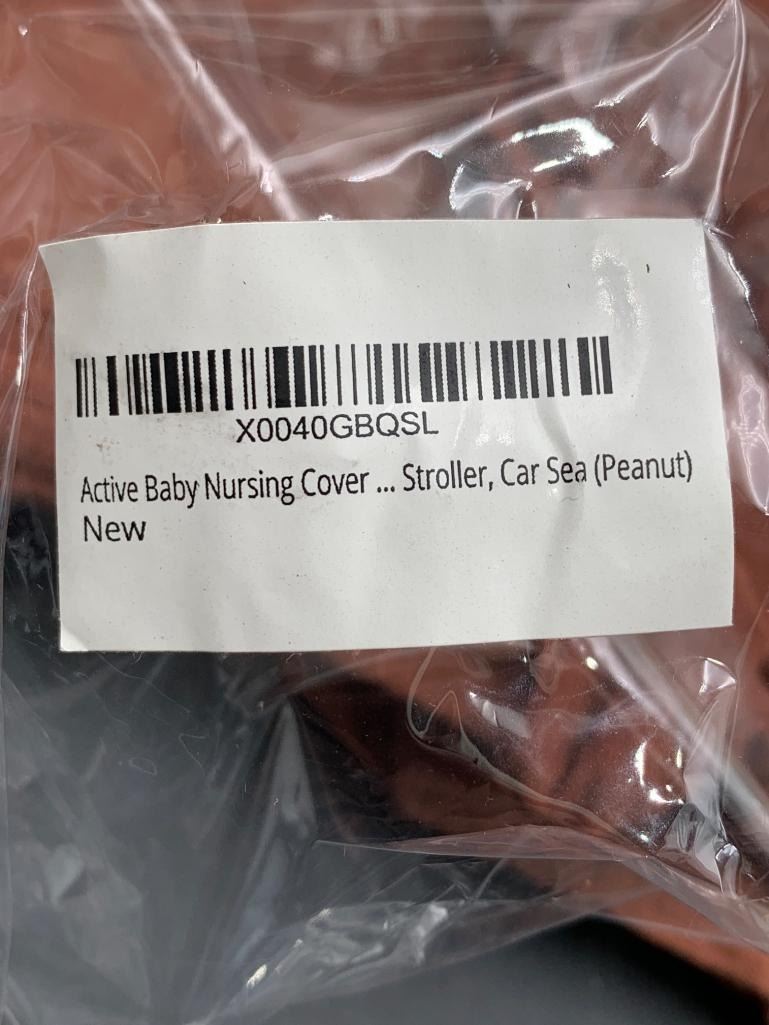 X0040GBQSL
Active Baby Nursing Cover ... Stroller, Car Sea (Peanut)
New